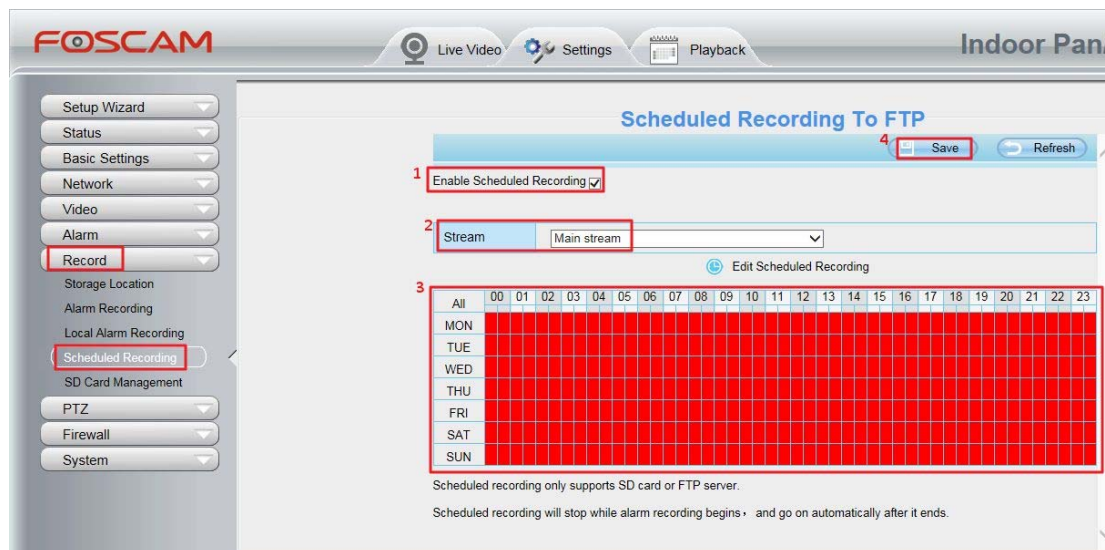 FOSCAM
Live Video Settings Playback
Indoor Pan
Setup Wizard
Status
Basic Settings
Network
Video
Alarm
Record
Storage Location
Alarm Recording
Local Alarm Recording
Scheduled Recording
SD Card Management
PTZ
Firewall
System
Scheduled Recording To FTP
4 Save Refresh
1 Enable Scheduled Recording
2 Stream Main stream
Edit Scheduled Recording
3
All 00 01 02 03 04 05 06 07 08 09 10 11 12 13 14 15 16 17 18 19 20 21 22 23
MON
TUE
WED
THU
FRI
SAT
SUN
Scheduled recording only supports SD card or FTP server.
Scheduled recording will stop while alarm recording begins， and go on automatically after it ends.